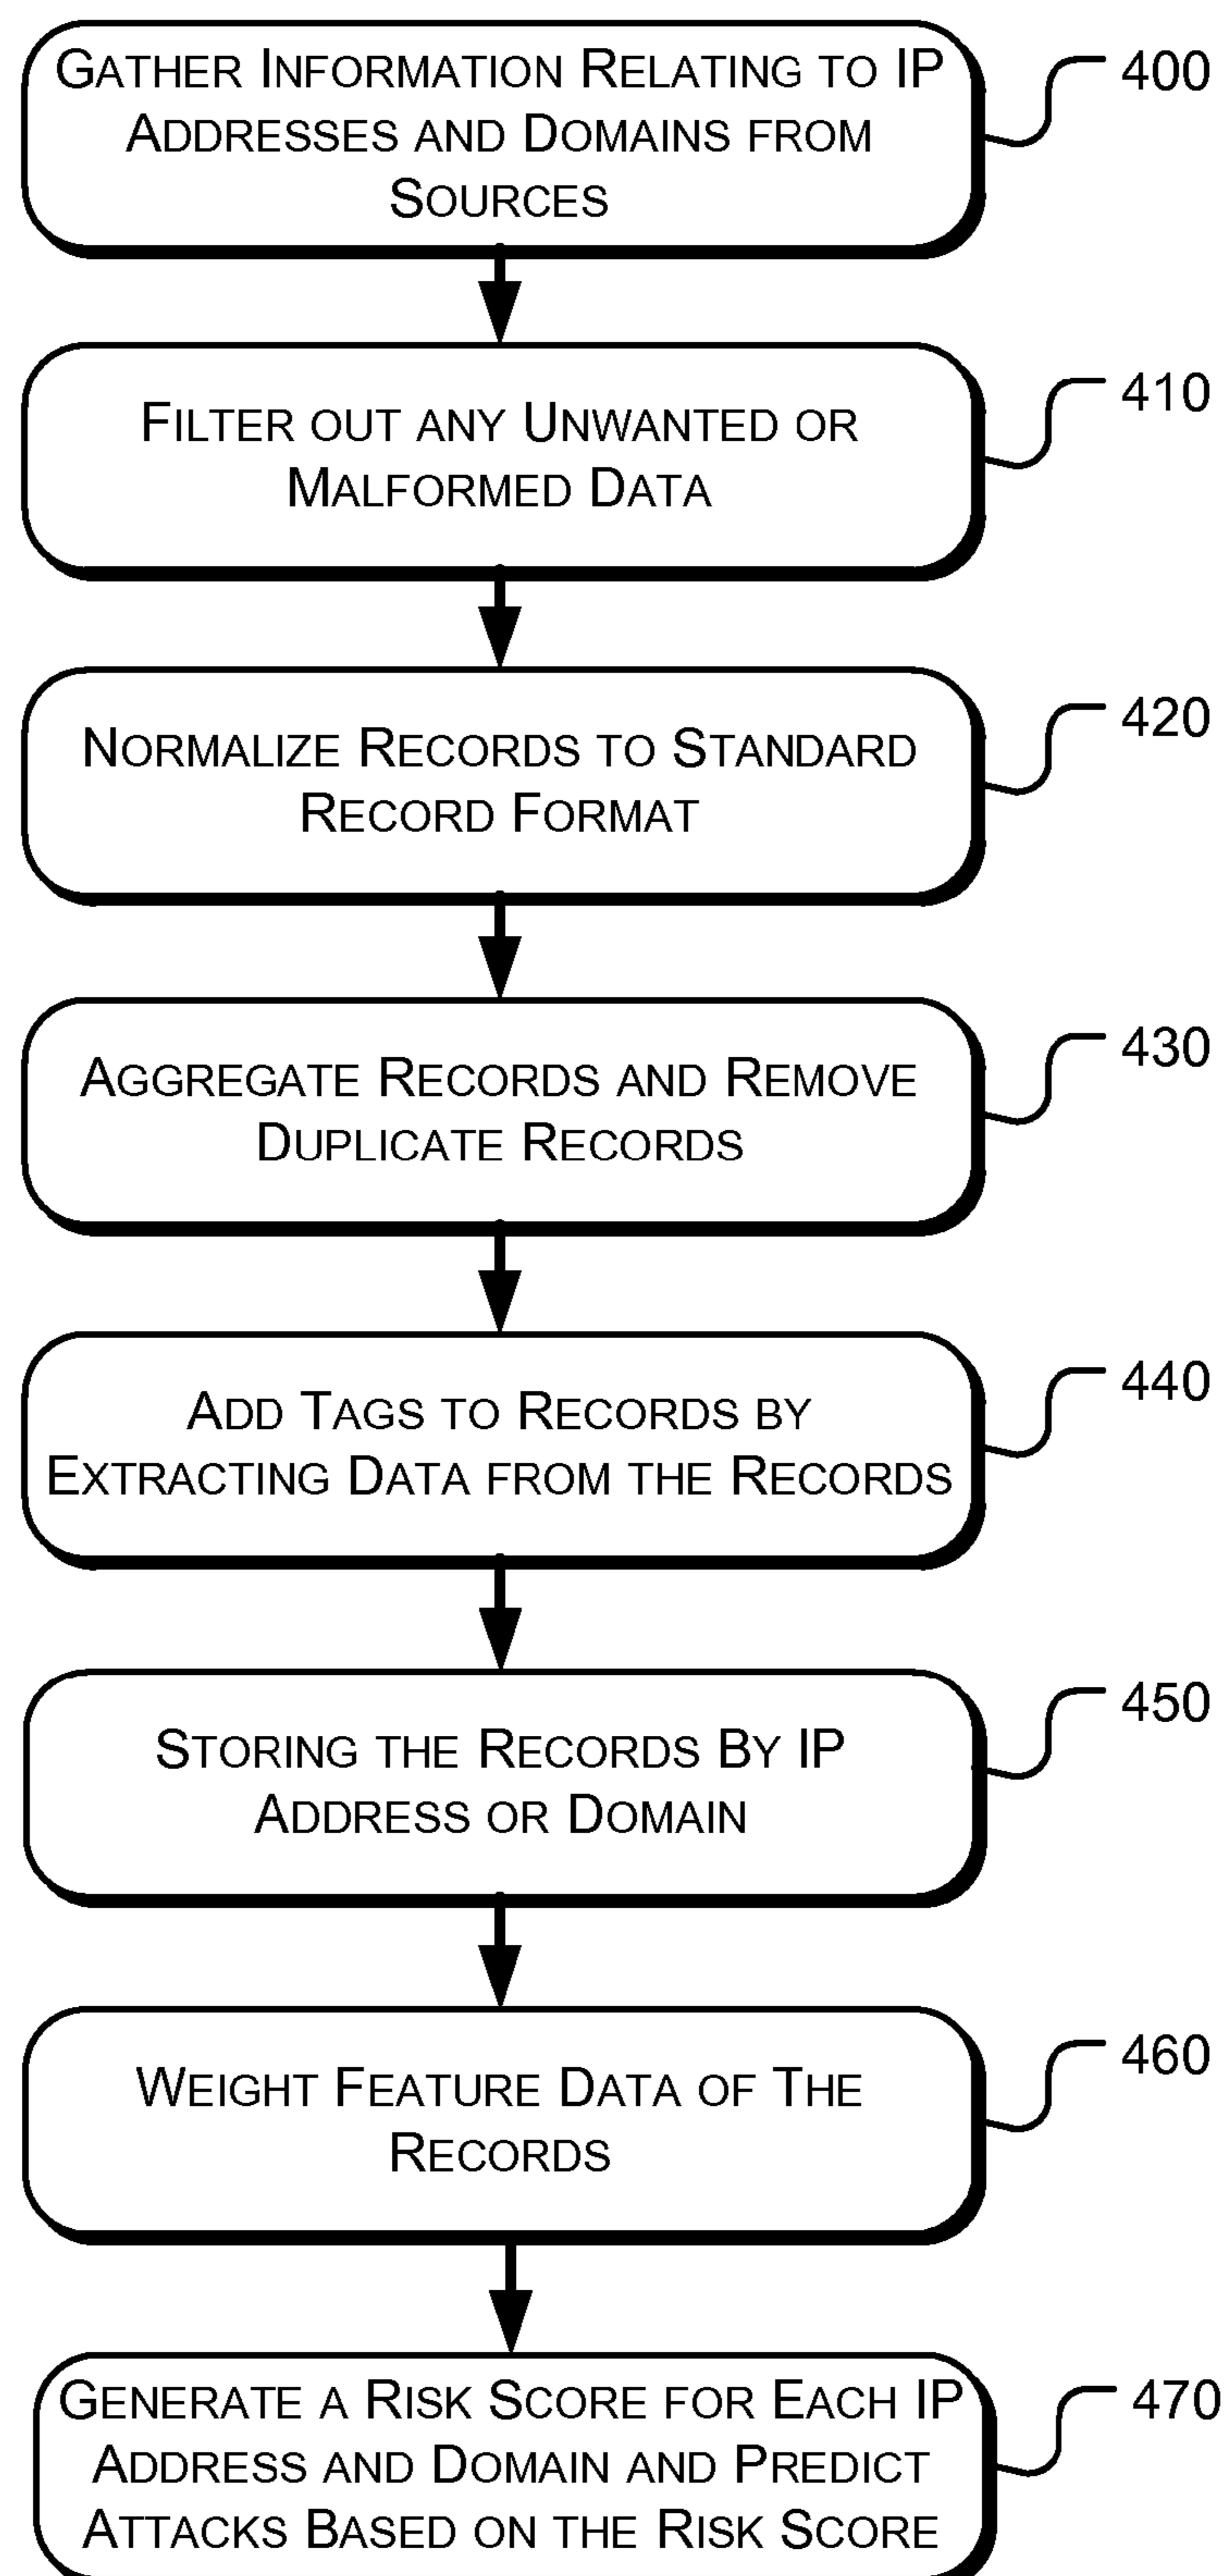 GATHER INFORMATION RELATING TO IP
ADDRESSES AND DOMAINS FROM
SOURCES
400
FILTER OUT ANY UNWANTED OR
MALFORMED DATA
410
NORMALIZE RECORDS TO STANDARD
RECORD FORMAT
420
AGGREGATE RECORDS AND REMOVE
DUPLICATE RECORDS
430
ADD TAGS TO RECORDS BY
EXTRACTING DATA FROM THE RECORDS
440
STORING THE RECORDS BY IP
ADDRESS OR DOMAIN
450
WEIGHT FEATURE DATA OF THE
RECORDS
460
GENERATE A RISK SCORE FOR EACH IP
ADDRESS AND DOMAIN AND PREDICT
ATTACKS BASED ON THE RISK SCORE
470